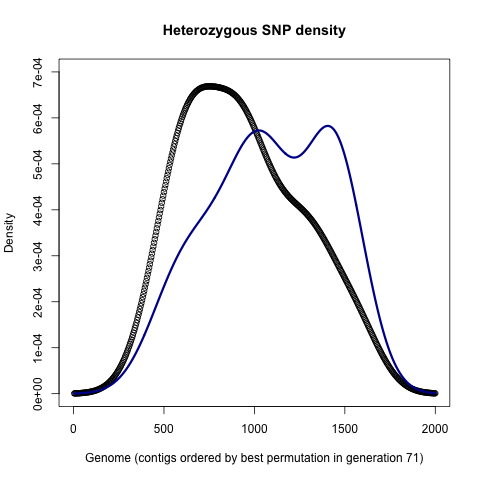 Heterozygous SNP density
7e-04
6e-04
5e-04
4e-04
3e-04
2e-04
1e-04
0e+00
Density
0 500 1000 1500 2000
Genome (contigs ordered by best permutation in generation 71)